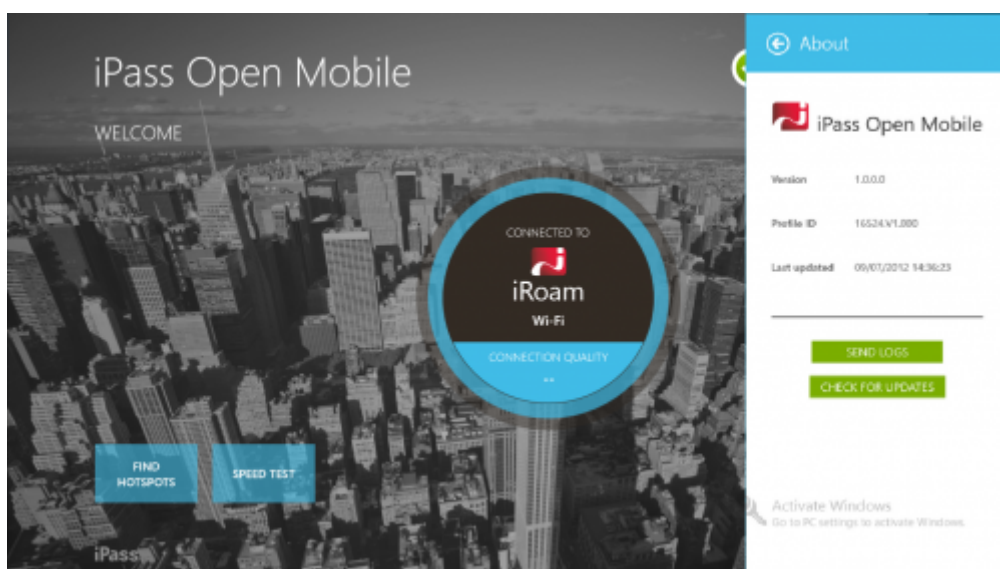 iPass Open Mobile
WELCOME
CONNECTED TO
iRoam
Wi-Fi
CONNECTION QUALITY
--
FIND
HOTSPOTS
SPEED TEST
iPass
About
iPass Open Mobile
Version 1.0.0.0
Profile ID 16524.V1.000
Last updated 09/07/2012 14:36:23
SEND LOGS
CHECK FOR UPDATES
Activate Windows
Go to PC settings to activate Windows.